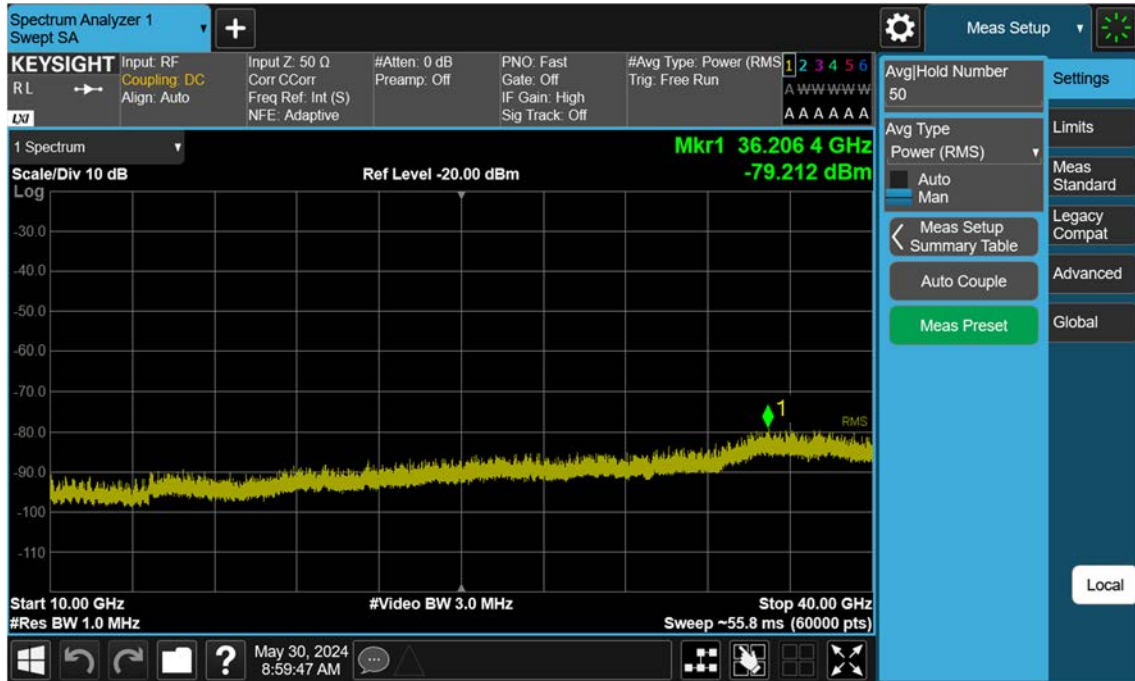 Spectrum Analyzer 1
Swept SA
Meas Setup
KEYSIGHT
R L
LXI
Input: RF
Coupling: DC
Align: Auto
Input Z: 50 Ω
Corr CCorr
Freq Ref: Int (S)
NFE: Adaptive
#Atten: 0 dB
Preamp: Off
PNO: Fast
Gate: Off
IF Gain: High
Sig Track: Off
#Avg Type: Power (RMS
Trig: Free Run
1 2 3 4 5 6
A W W W W W
A A A A A A
1 Spectrum
Mkr1 36.206 4 GHz
-79.212 dBm
Scale/Div 10 dB
Ref Level -20.00 dBm
Log
-30.0
-40.0
-50.0
-60.0
-70.0
-80.0
-90.0
-100
-110
1
RMS
Start 10.00 GHz
#Video BW 3.0 MHz
Stop 40.00 GHz
#Res BW 1.0 MHz
Sweep ~55.8 ms (60000 pts)
Avg|Hold Number
50
Avg Type
Power (RMS)
Auto
Man
Meas Setup
Summary Table
Auto Couple
Meas Preset
Settings
Limits
Meas
Standard
Legacy
Compat
Advanced
Global
Local
?
May 30, 2024
8:59:47 AM